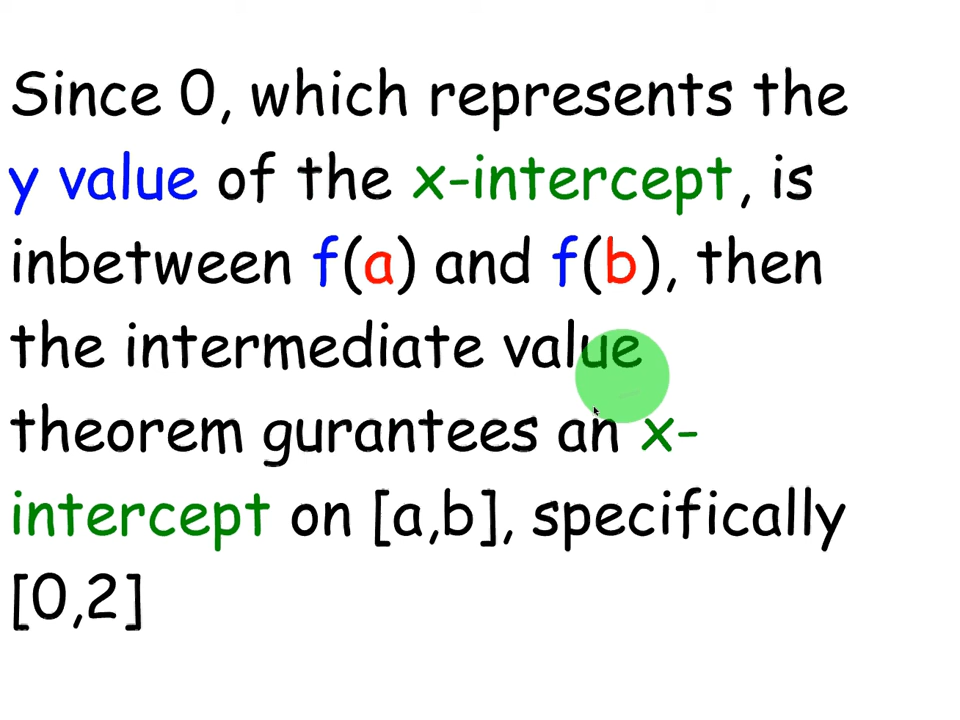 Since 0, which represents the
y value of the x-intercept, is
inbetween f(a) and f(b), then
the intermediate value
theorem gurantees an x-
intercept on [a,b], specifically
[0,2]